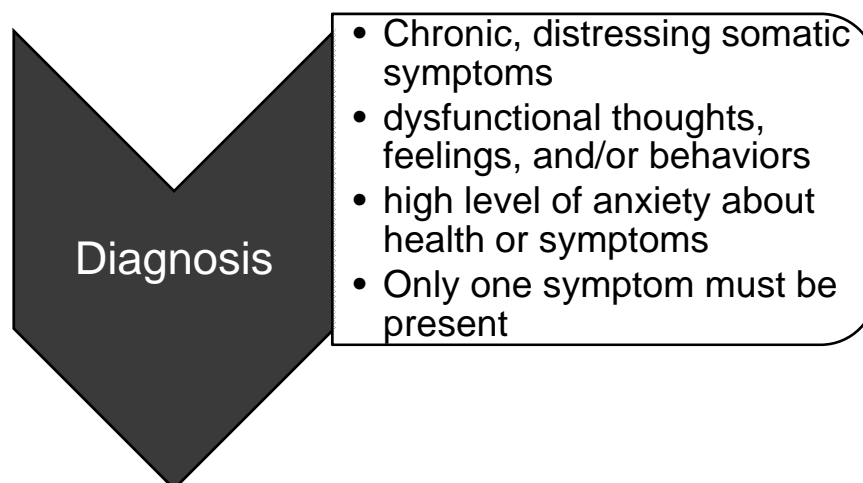 Diagnosis
• Chronic, distressing somatic
symptoms
• dysfunctional thoughts,
feelings, and/or behaviors
• high level of anxiety about
health or symptoms
• Only one symptom must be
present